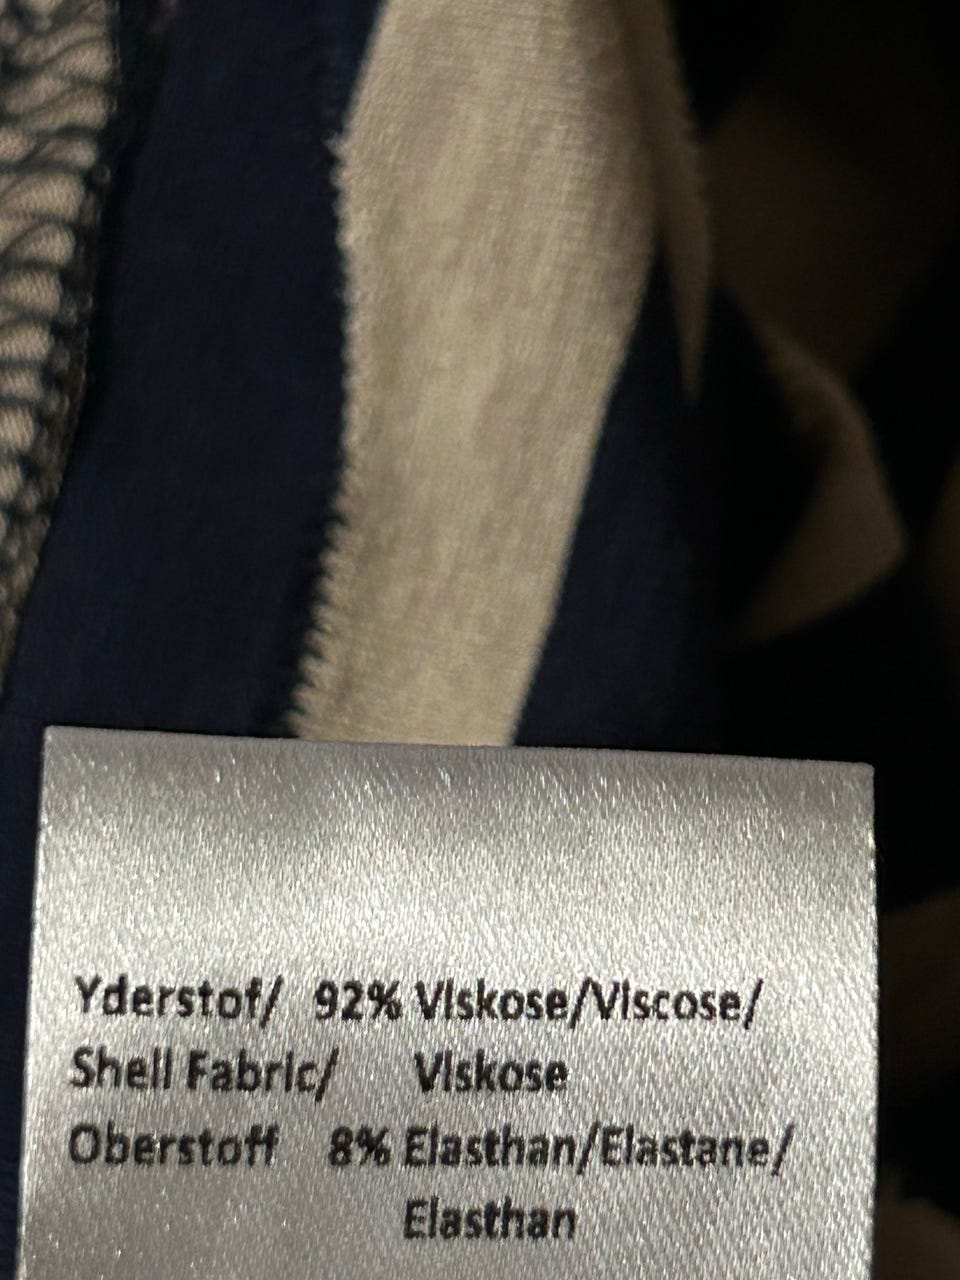 Yderstof/ 92% Viskose/Viscose/
Shell Fabric/ Viskose
Oberstoff 8% Elasthan/Elastane/
Elasthan